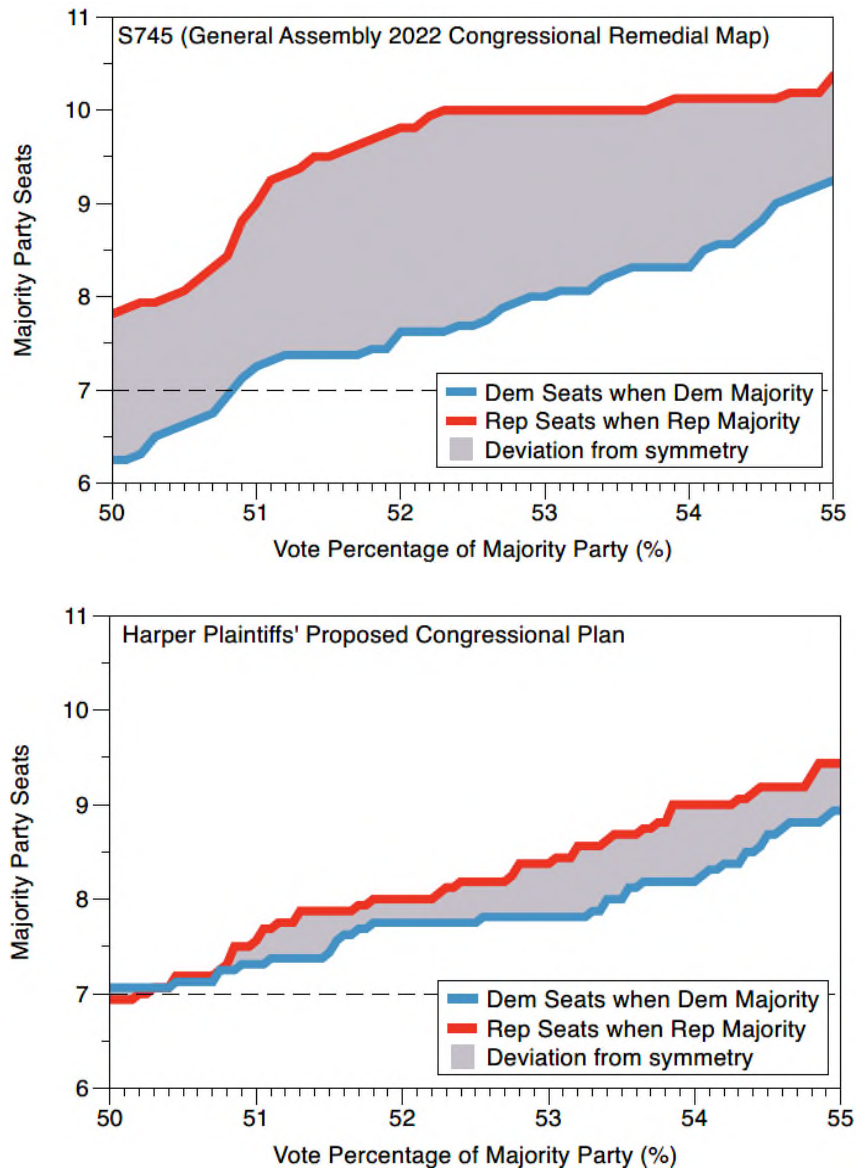 S745 (General Assembly 2022 Congressional Remedial Map)
11
10
9
8
7
6
Majority Party Seats
Dem Seats when Dem Majority
Rep Seats when Rep Majority
Deviation from symmetry
50 51 52 53 54 55
Vote Percentage of Majority Party (%)
Harper Plaintiffs' Proposed Congressional Plan
11
10
9
8
7
6
Majority Party Seats
Dem Seats when Dem Majority
Rep Seats when Rep Majority
Deviation from symmetry
50 51 52 53 54 55
Vote Percentage of Majority Party (%)